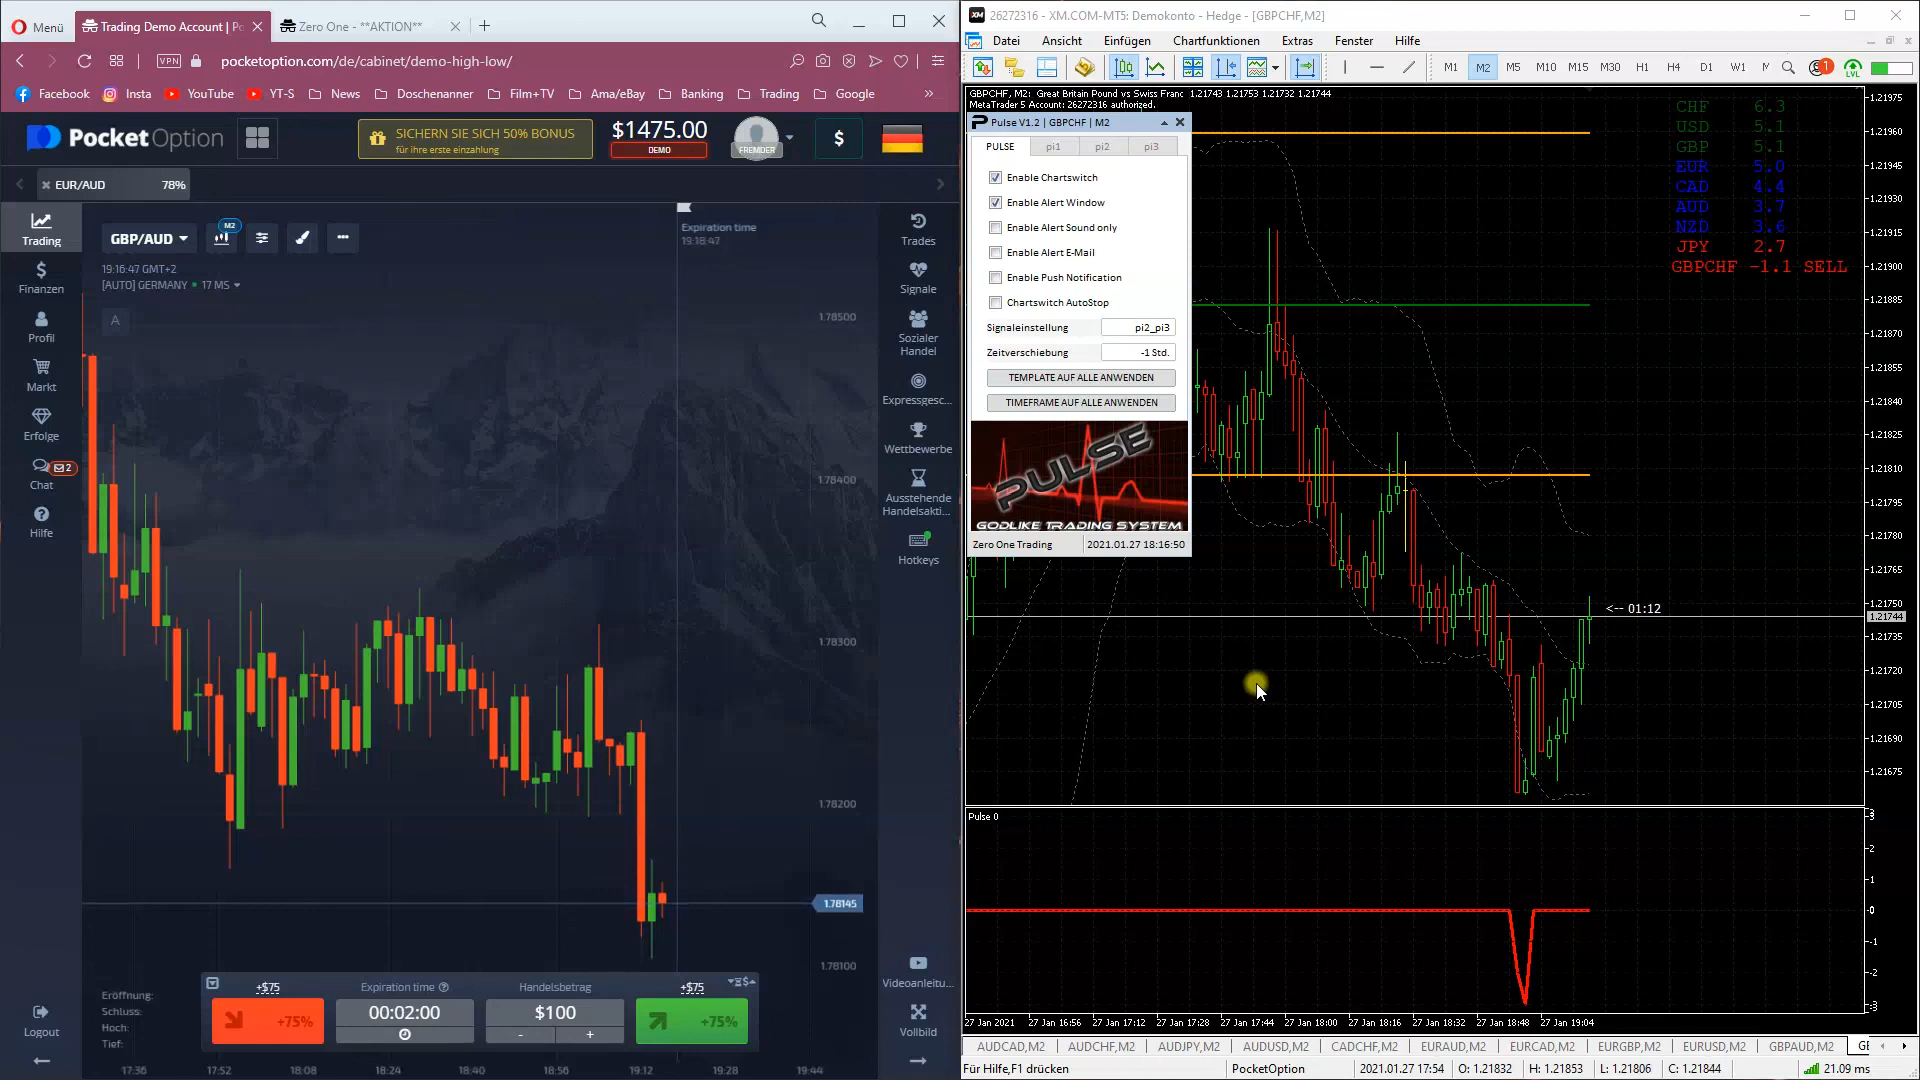 Menü
Trading Demo Account | Po
Zero One - **AKTION**
VPN
pocketoption.com/de/cabinet/demo-high-low/
Facebook
Insta
YouTube
YT-S
News
Doschenanner
Film+TV
Ama/eBay
Banking
Trading
Google
PocketOption
SICHERN SIE SICH 50% BONUS
für ihre erste einzahlung
$1475.00
DEMO
FREMDER
$
EUR/AUD 78%
Trading
Finanzen
Profil
Markt
Erfolge
2
Chat
Hilfe
Logout
GBP/AUD
M2
19:16:47 GMT+2
[AUTO] GERMANY • 17 MS
A
Expiration time
19:18:47
1.78500
1.78400
1.78300
1.78200
1.78145
1.78100
Trades
Signale
Sozialer
Handel
Expressgesc...
Wettbewerbe
Ausstehende
Handelsakti...
Hotkeys
Videoanleitu...
Vollbild
Eröffnung:
Schluss:
Hoch:
Tief:
+$75
Expiration time
Handelsbetrag
+$75
+75%
00:02:00
$100
+75%
- +
17:36 17:52 18:08 18:24 18:40 18:56 19:12 19:28 19:44
26272316 - XM.COM-MT5: Demokonto - Hedge - [GBPCHF,M2]
Datei Ansicht Einfügen Chartfunktionen Extras Fenster Hilfe
M1 M2 M5 M10 M15 M30 H1 H4 D1 W1
1
LVL
GBPCHF, M2: Great Britain Pound vs Swiss Franc 1.21743 1.21753 1.21732 1.21744
MetaTrader 5 Account: 26272316 authorized.
Pulse V1.2 | GBPCHF | M2
PULSE pi1 pi2 pi3
Enable Chartswitch
Enable Alert Window
Enable Alert Sound only
Enable Alert E-Mail
Enable Push Notification
Chartswitch AutoStop
Signaleinstellung pi2_pi3
Zeitverschiebung -1 Std.
TEMPLATE AUF ALLE ANWENDEN
TIMEFRAME AUF ALLE ANWENDEN
PULSE
GODLIKE TRADING SYSTEM
Zero One Trading 2021.01.27 18:16:50
CHF 6.3
USD 5.1
GBP 5.1
EUR 5.0
CAD 4.4
AUD 3.7
NZD 3.6
JPY 2.7
GBPCHF -1.1 SELL
<-- 01:12
1.21975
1.21960
1.21945
1.21930
1.21915
1.21900
1.21885
1.21870
1.21855
1.21840
1.21825
1.21810
1.21795
1.21780
1.21765
1.21750
1.21744
1.21735
1.21720
1.21705
1.21690
1.21675
Pulse 0
3
2
1
0
-1
-2
-3
27 Jan 2021 27 Jan 16:56 27 Jan 17:12 27 Jan 17:28 27 Jan 17:44 27 Jan 18:00 27 Jan 18:16 27 Jan 18:32 27 Jan 18:48 27 Jan 19:04
AUDCAD,M2 AUDCHF,M2 AUDJPY,M2 AUDUSD,M2 CADCHF,M2 EURAUD,M2 EURCAD,M2 EURGBP,M2 EURUSD,M2 GBPAUD,M2
Für Hilfe,F1 drücken PocketOption 2021.01.27 17:54 O: 1.21832 H: 1.21853 L: 1.21806 C: 1.21844 21.09 ms